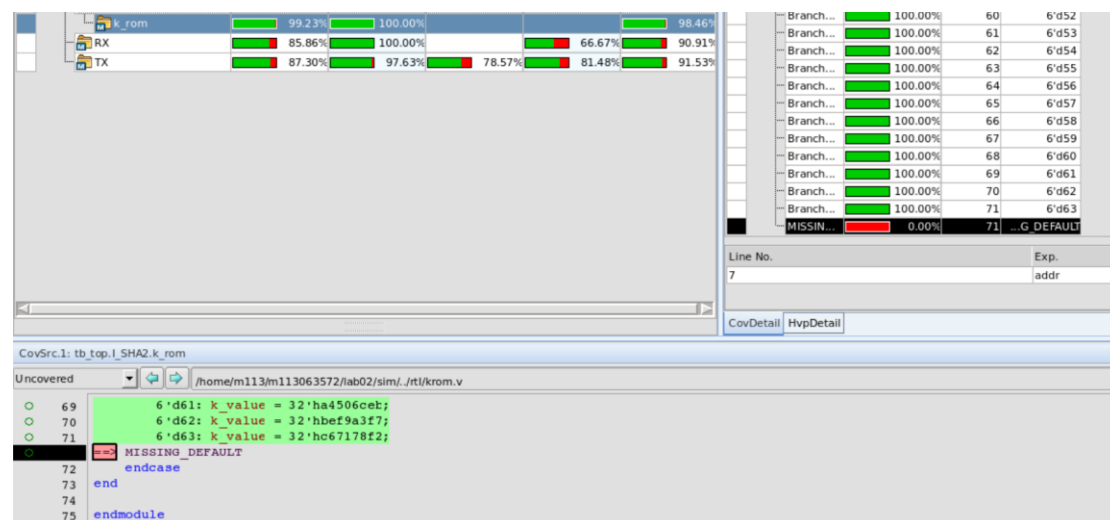 k_rom 99.23% 100.00% 98.46%
RX 85.86% 100.00% 66.67% 90.91%
TX 87.30% 97.63% 78.57% 81.48% 91.53%
Branch... 100.00% 60 6'd52
Branch... 100.00% 61 6'd53
Branch... 100.00% 62 6'd54
Branch... 100.00% 63 6'd55
Branch... 100.00% 64 6'd56
Branch... 100.00% 65 6'd57
Branch... 100.00% 66 6'd58
Branch... 100.00% 67 6'd59
Branch... 100.00% 68 6'd60
Branch... 100.00% 69 6'd61
Branch... 100.00% 70 6'd62
Branch... 100.00% 71 6'd63
MISSIN... 0.00% 71 ...G_DEFAULT
Line No. Exp.
7 addr
CovDetail HvpDetail
CovSrc.1: tb_top.I_SHA2.k_rom
Uncovered /home/m113/m113063572/lab02/sim/../rtl/krom.v
69 6'd61: k_value = 32'ha4506ceb;
70 6'd62: k_value = 32'hbef9a3f7;
71 6'd63: k_value = 32'hc67178f2;
==> MISSING_DEFAULT
72 endcase
73 end
74
75 endmodule